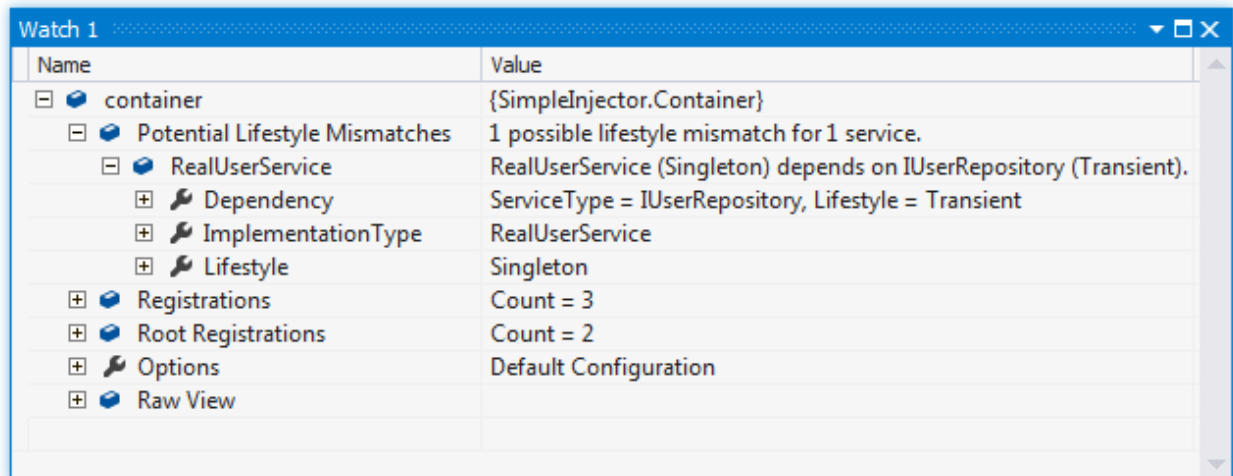 Watch 1
Name Value
container {SimpleInjector.Container}
Potential Lifestyle Mismatches 1 possible lifestyle mismatch for 1 service.
RealUserService RealUserService (Singleton) depends on IUserRepository (Transient).
Dependency ServiceType = IUserRepository, Lifestyle = Transient
ImplementationType RealUserService
Lifestyle Singleton
Registrations Count = 3
Root Registrations Count = 2
Options Default Configuration
Raw View